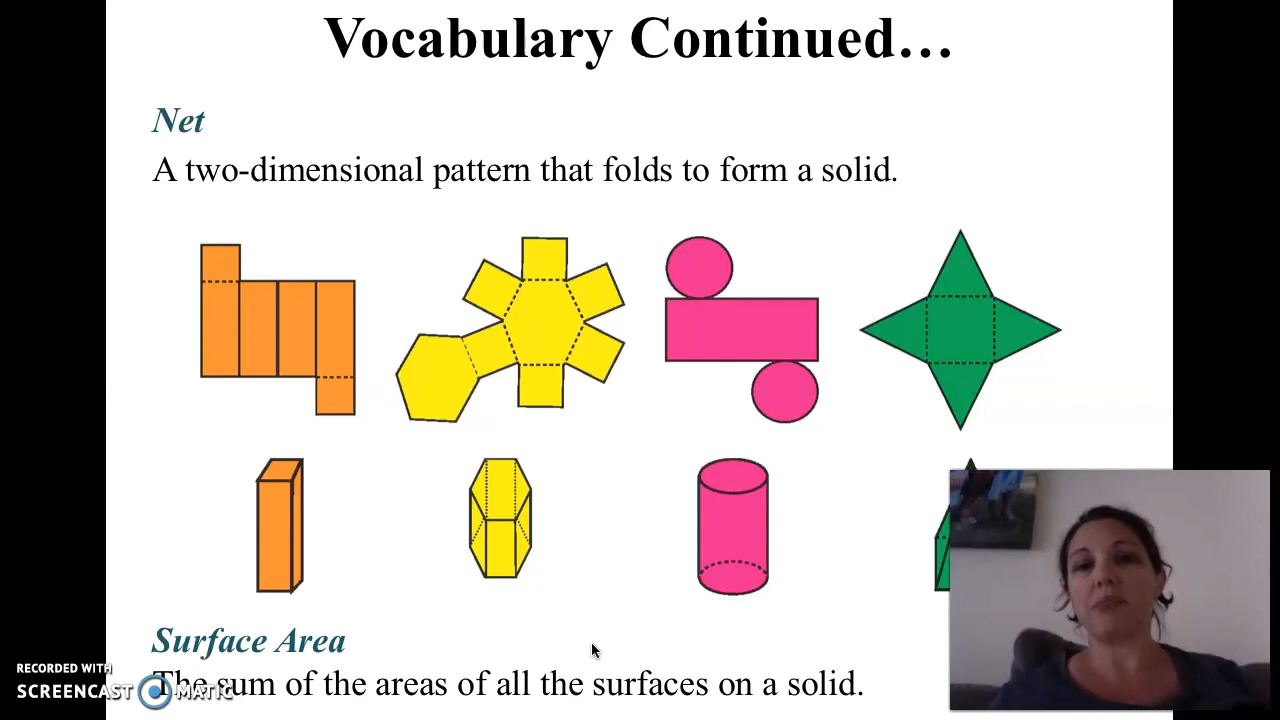 Vocabulary Continued…
Net
A two-dimensional pattern that folds to form a solid.
Surface Area
The sum of the areas of all the surfaces on a solid.
RECORDED WITH
SCREENCAST MATIC